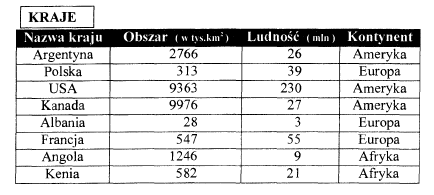 KRAJE
Nazwa kraju Obszar ( w tys.km² ) Ludność ( mln ) Kontynent
Argentyna 2766 26 Ameryka
Polska 313 39 Europa
USA 9363 230 Ameryka
Kanada 9976 27 Ameryka
Albania 28 3 Europa
Francja 547 55 Europa
Angola 1246 9 Afryka
Kenia 582 21 Afryka